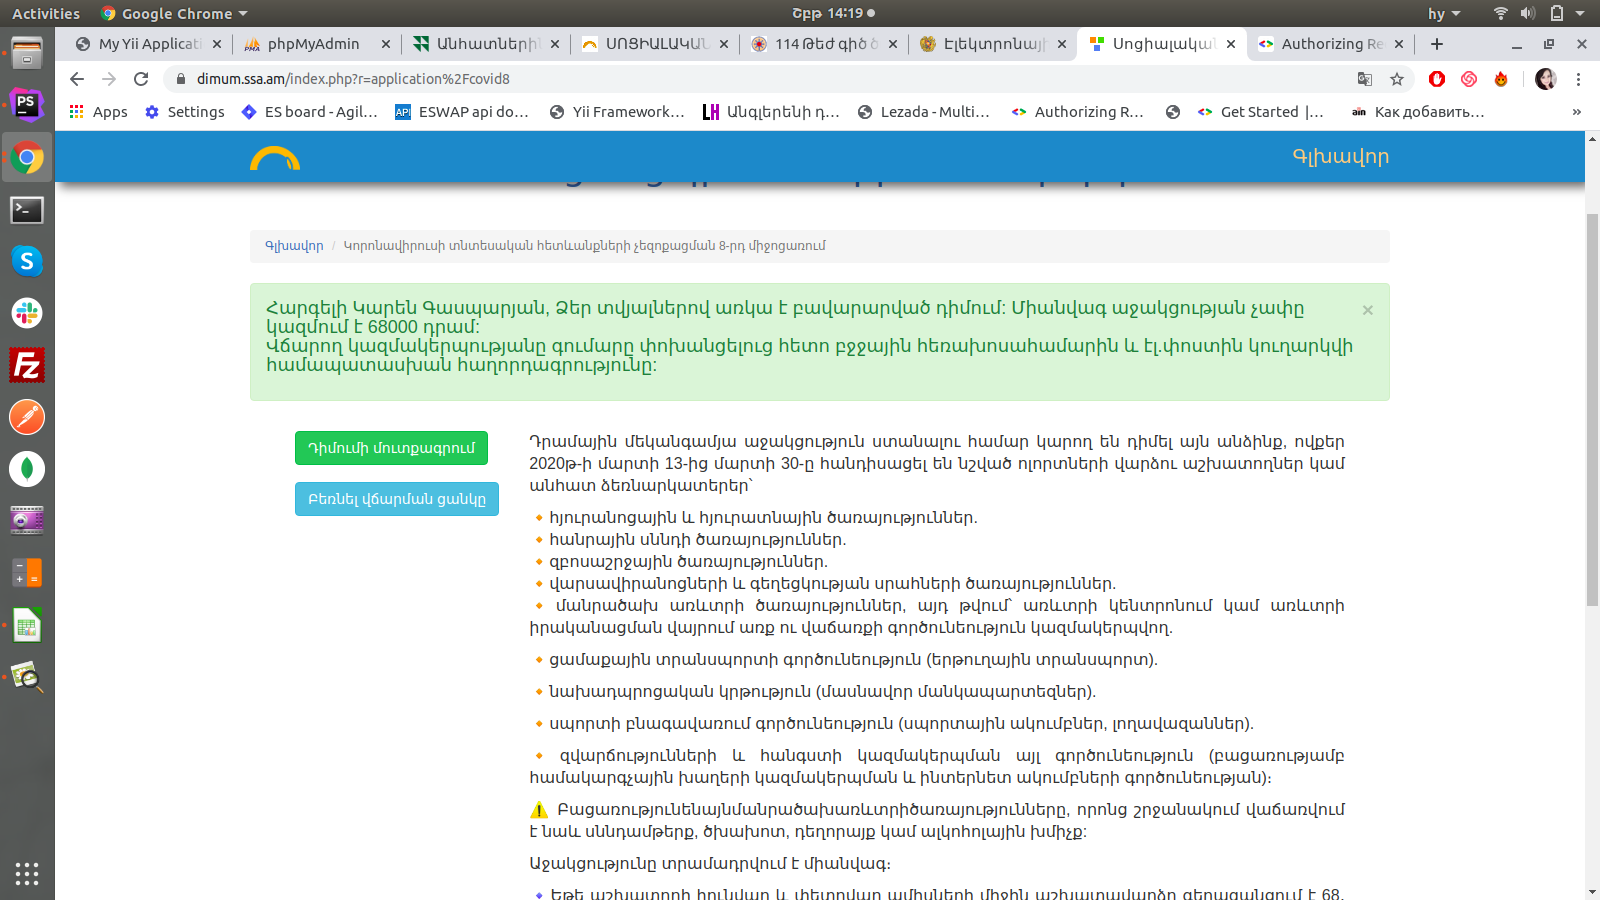 Activities Google Chrome Շբթ 14:19 hy
My Yii Applicati phpMyAdmin Անհատների ՍՈՑԻԱԼԱԿԱՆ 114 Թեժ գիծ Էլեկտրոնայ Սոցիալական Authorizing Re
dimum.ssa.am/index.php?r=application%2Fcovid8
Apps Settings ES board - Agil... ESWAP api do... Yii Framework... Անգլերենի դ... Lezada - Multi... Authorizing R... Get Started |... Как добавить... »
Գլխավոր
Գլխավոր / Կորոնավիրուսի տնտեսական հետևանքների չեզոքացման 8-րդ միջոցառում
Հարգելի Կարեն Գասպարյան, Ձեր տվյալներով առկա է բավարարված դիմում: Միանվագ աջակցության չափը
կազմում է 68000 դրամ:
Վճարող կազմակերպությանը գումարը փոխանցելուց հետո բջջային հեռախոսահամարին և էլ.փոստին կուղարկվի
համապատասխան հաղորդագրությունը:
×
Դիմումի մուտքագրում
Բեռնել վճարման ցանկը
Դրամային մեկանգամյա աջակցություն ստանալու համար կարող են դիմել այն անձինք, ովքեր
2020թ-ի մարտի 13-ից մարտի 30-ը հանդիսացել են նշված ոլորտների վարձու աշխատողներ կամ
անհատ ձեռնարկատերեր՝
🔸հյուրանոցային և հյուրատնային ծառայություններ.
🔸հանրային սննդի ծառայություններ.
🔸զբոսաշրջային ծառայություններ.
🔸վարսավիրանոցների և գեղեցկության սրահների ծառայություններ.
🔸 մանրածախ առևտրի ծառայություններ, այդ թվում՝ առևտրի կենտրոնում կամ առևտրի
իրականացման վայրում առք ու վաճառքի գործունեություն կազմակերպվող.
🔸ցամաքային տրանսպորտի գործունեություն (երթուղային տրանսպորտ).
🔸նախադպրոցական կրթություն (մասնավոր մանկապարտեզներ).
🔸սպորտի բնագավառում գործունեություն (սպորտային ակումբներ, լողավազաններ).
🔸 զվարճությունների և հանգստի կազմակերպման այլ գործունեություն (բացառությամբ
համակարգչային խաղերի կազմակերպման և ինտերնետ ակումբների գործունեության)։
⚠ Բացառությունենայնմանրածախառևտրիծառայությունները, որոնց շրջանակում վաճառվում
է նաև սննդամթերք, ծխախոտ, դեղորայք կամ ալկոհոլային խմիչք:
Աջակցությունը տրամադրվում է միանվագ։
🔹Եթե աշխատողի հունվար և փետրվար ամիսների միջին աշխատավարձը գերազանցում է 68.